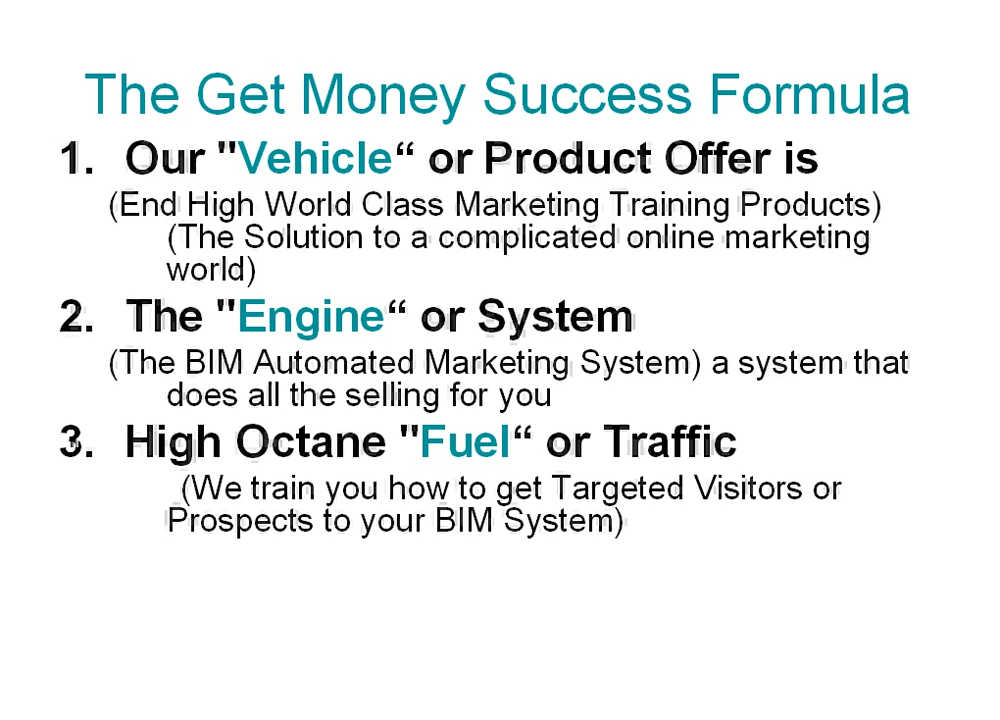 The Get Money Success Formula
1. Our "Vehicle“ or Product Offer is
(End High World Class Marketing Training Products)
(The Solution to a complicated online marketing
world)
2. The "Engine“ or System
(The BIM Automated Marketing System) a system that
does all the selling for you
3. High Octane "Fuel“ or Traffic
(We train you how to get Targeted Visitors or
Prospects to your BIM System)